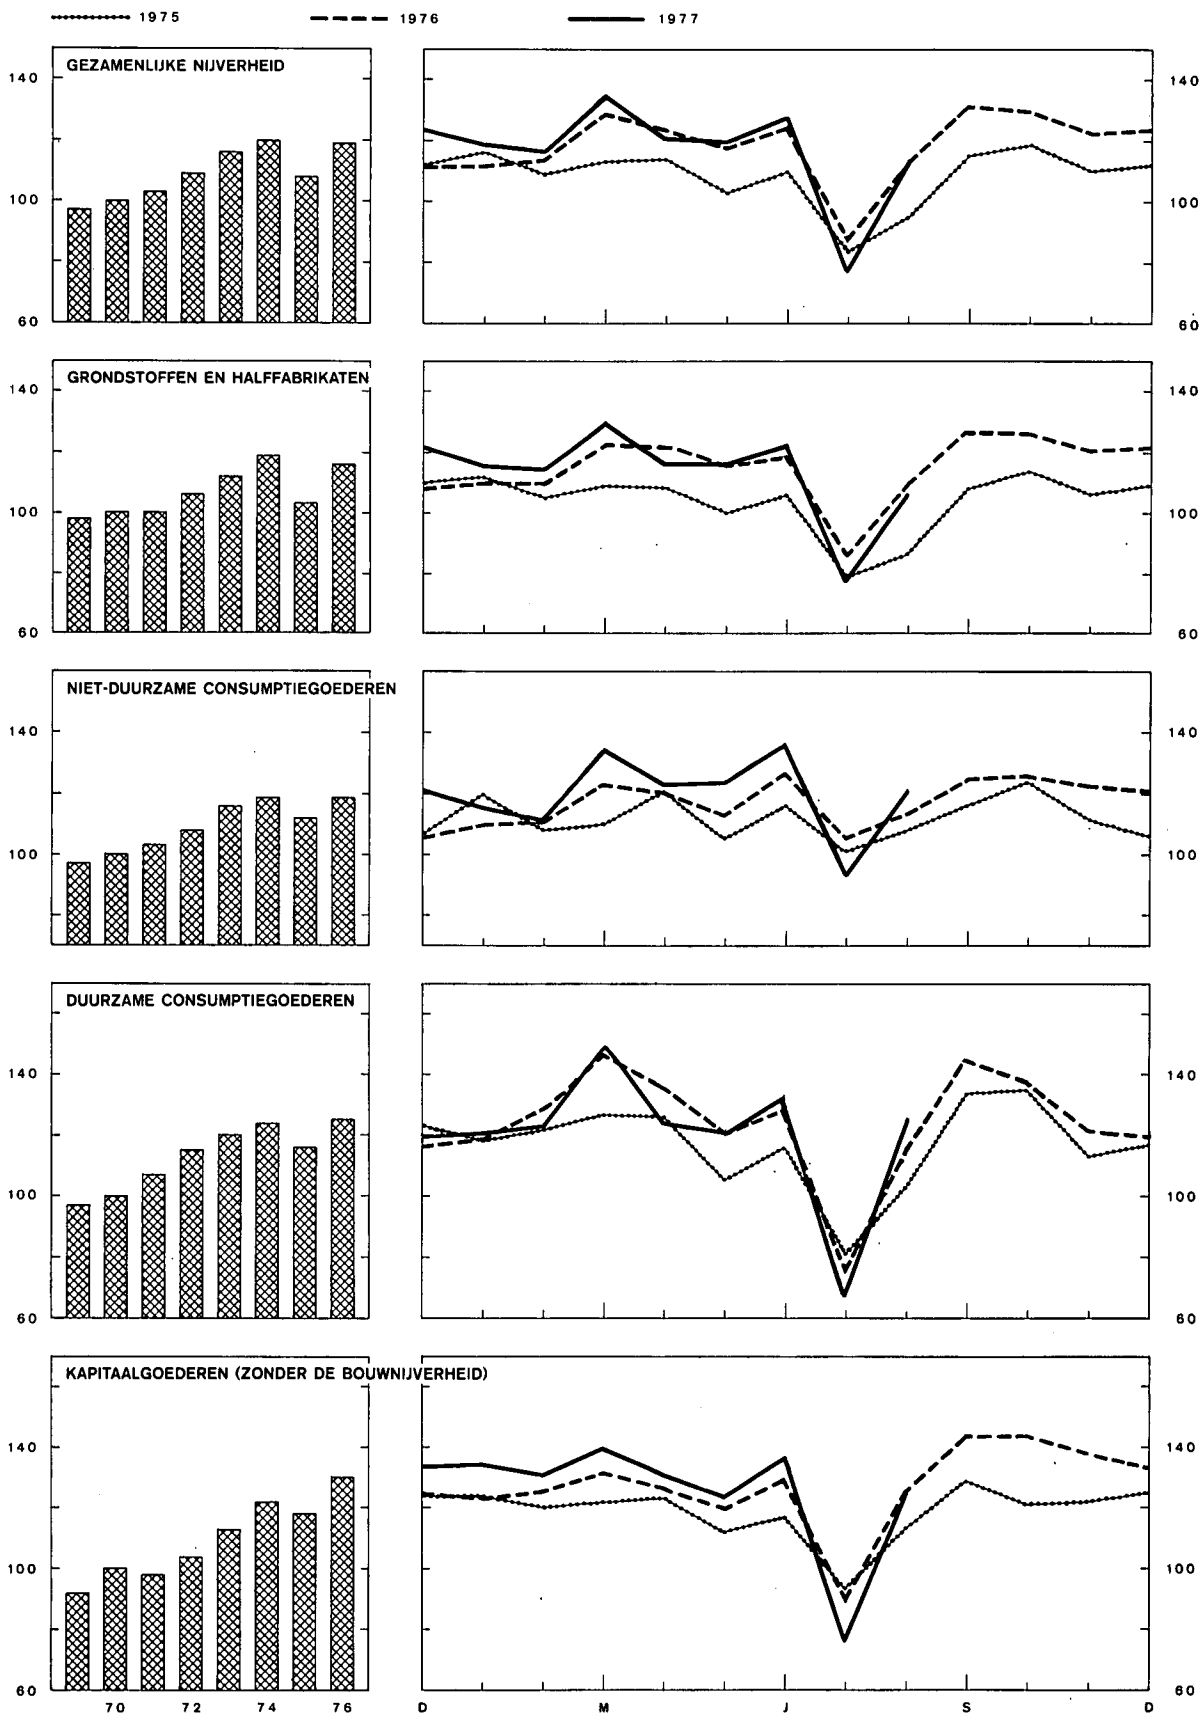 1975 1976 1977
GEZAMENLIJKE NIJVERHEID
140 140
100 100
60 60
GRONDSTOFFEN EN HALFFABRIKATEN
140 140
100 100
60 60
NIET-DUURZAME CONSUMPTIEGOEDEREN
140 140
100 100
DUURZAME CONSUMPTIEGOEDEREN
140 140
100 100
60 60
KAPITAALGOEDEREN (ZONDER DE BOUWNIJVERHEID)
140 140
100 100
60 60
70 72 74 76 D M J S D